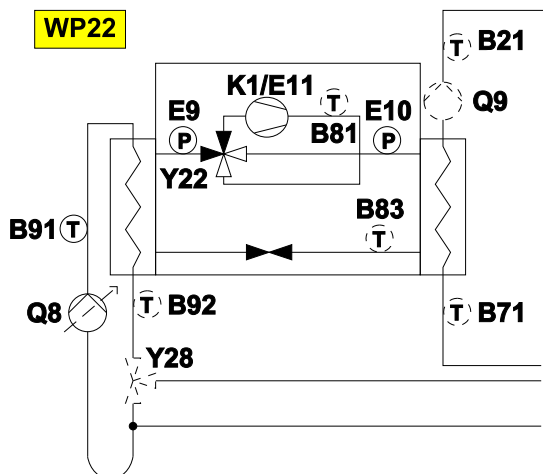 WP22
T B21
K1/E11
T
Q9
E9
E10
P
B81
P
Y22
B83
B91 T
T
T B92
T B71
Q8
Y28